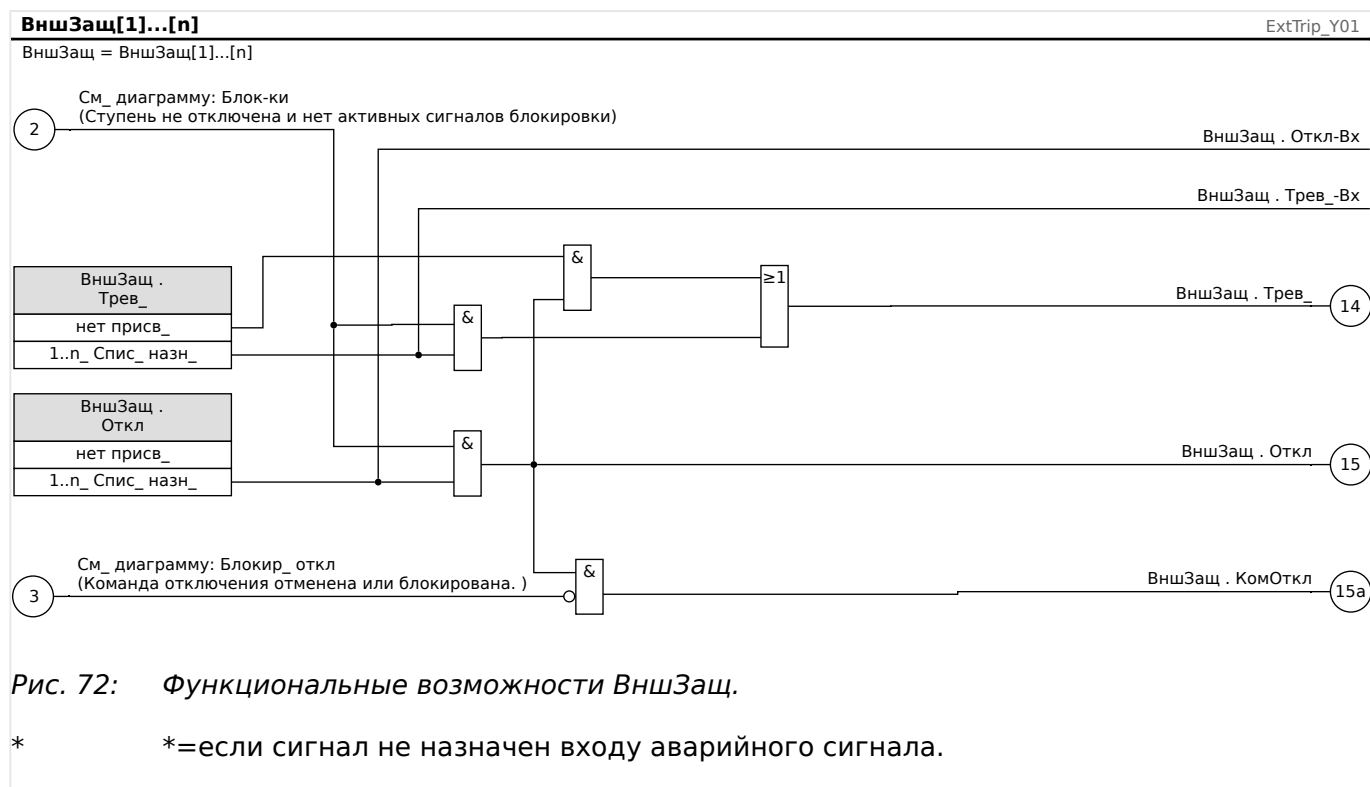 ВншЗащ[1]...[n]
ExtTrip_Y01
ВншЗащ = ВншЗащ[1]...[n]
См_ диаграмму: Блок-ки
(Ступень не отключена и нет активных сигналов блокировки)
2
ВншЗащ . Откл-Вх
ВншЗащ . Трев_-Вх
&
ВншЗащ .
Трев_
нет присв_
1..n_ Спис_ назн_
&
≥1
ВншЗащ . Трев_
14
ВншЗащ .
Откл
нет присв_
1..n_ Спис_ назн_
&
ВншЗащ . Откл
15
См_ диаграмму: Блокир_ откл
(Команда отключения отменена или блокирована. )
3
&
ВншЗащ . КомОткл
15a
Рис. 72: Функциональные возможности ВншЗащ.
* *=если сигнал не назначен входу аварийного сигнала.